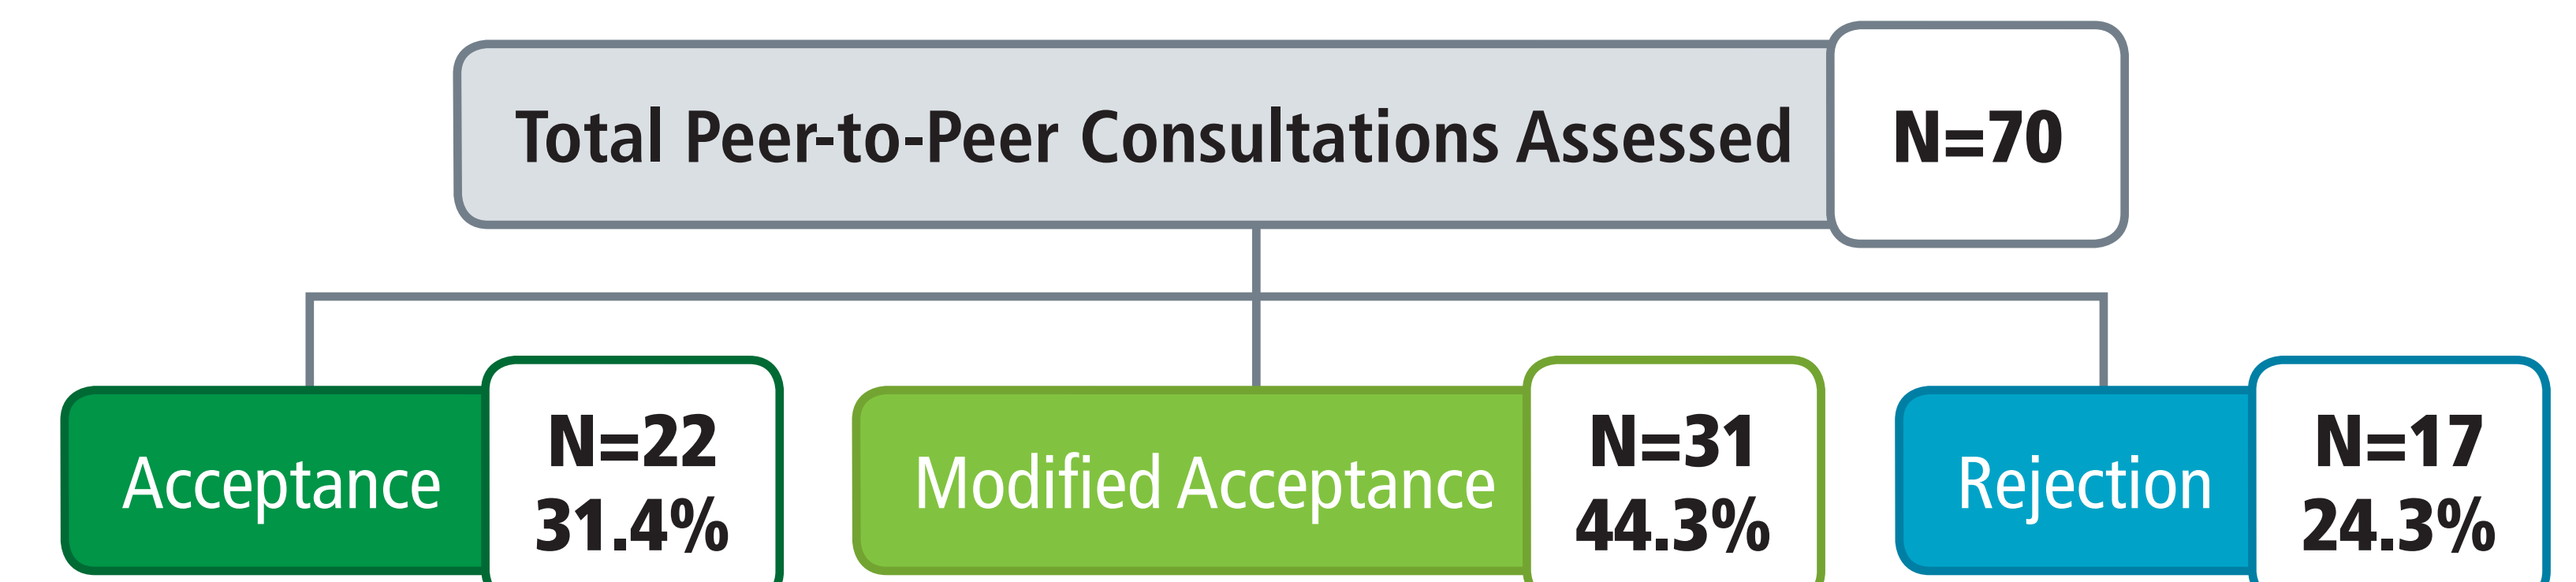 Total Peer-to-Peer Consultations Assessed
N=70
Acceptance
N=22
31.4%
Modified Acceptance
N=31
44.3%
Rejection
N=17
24.3%